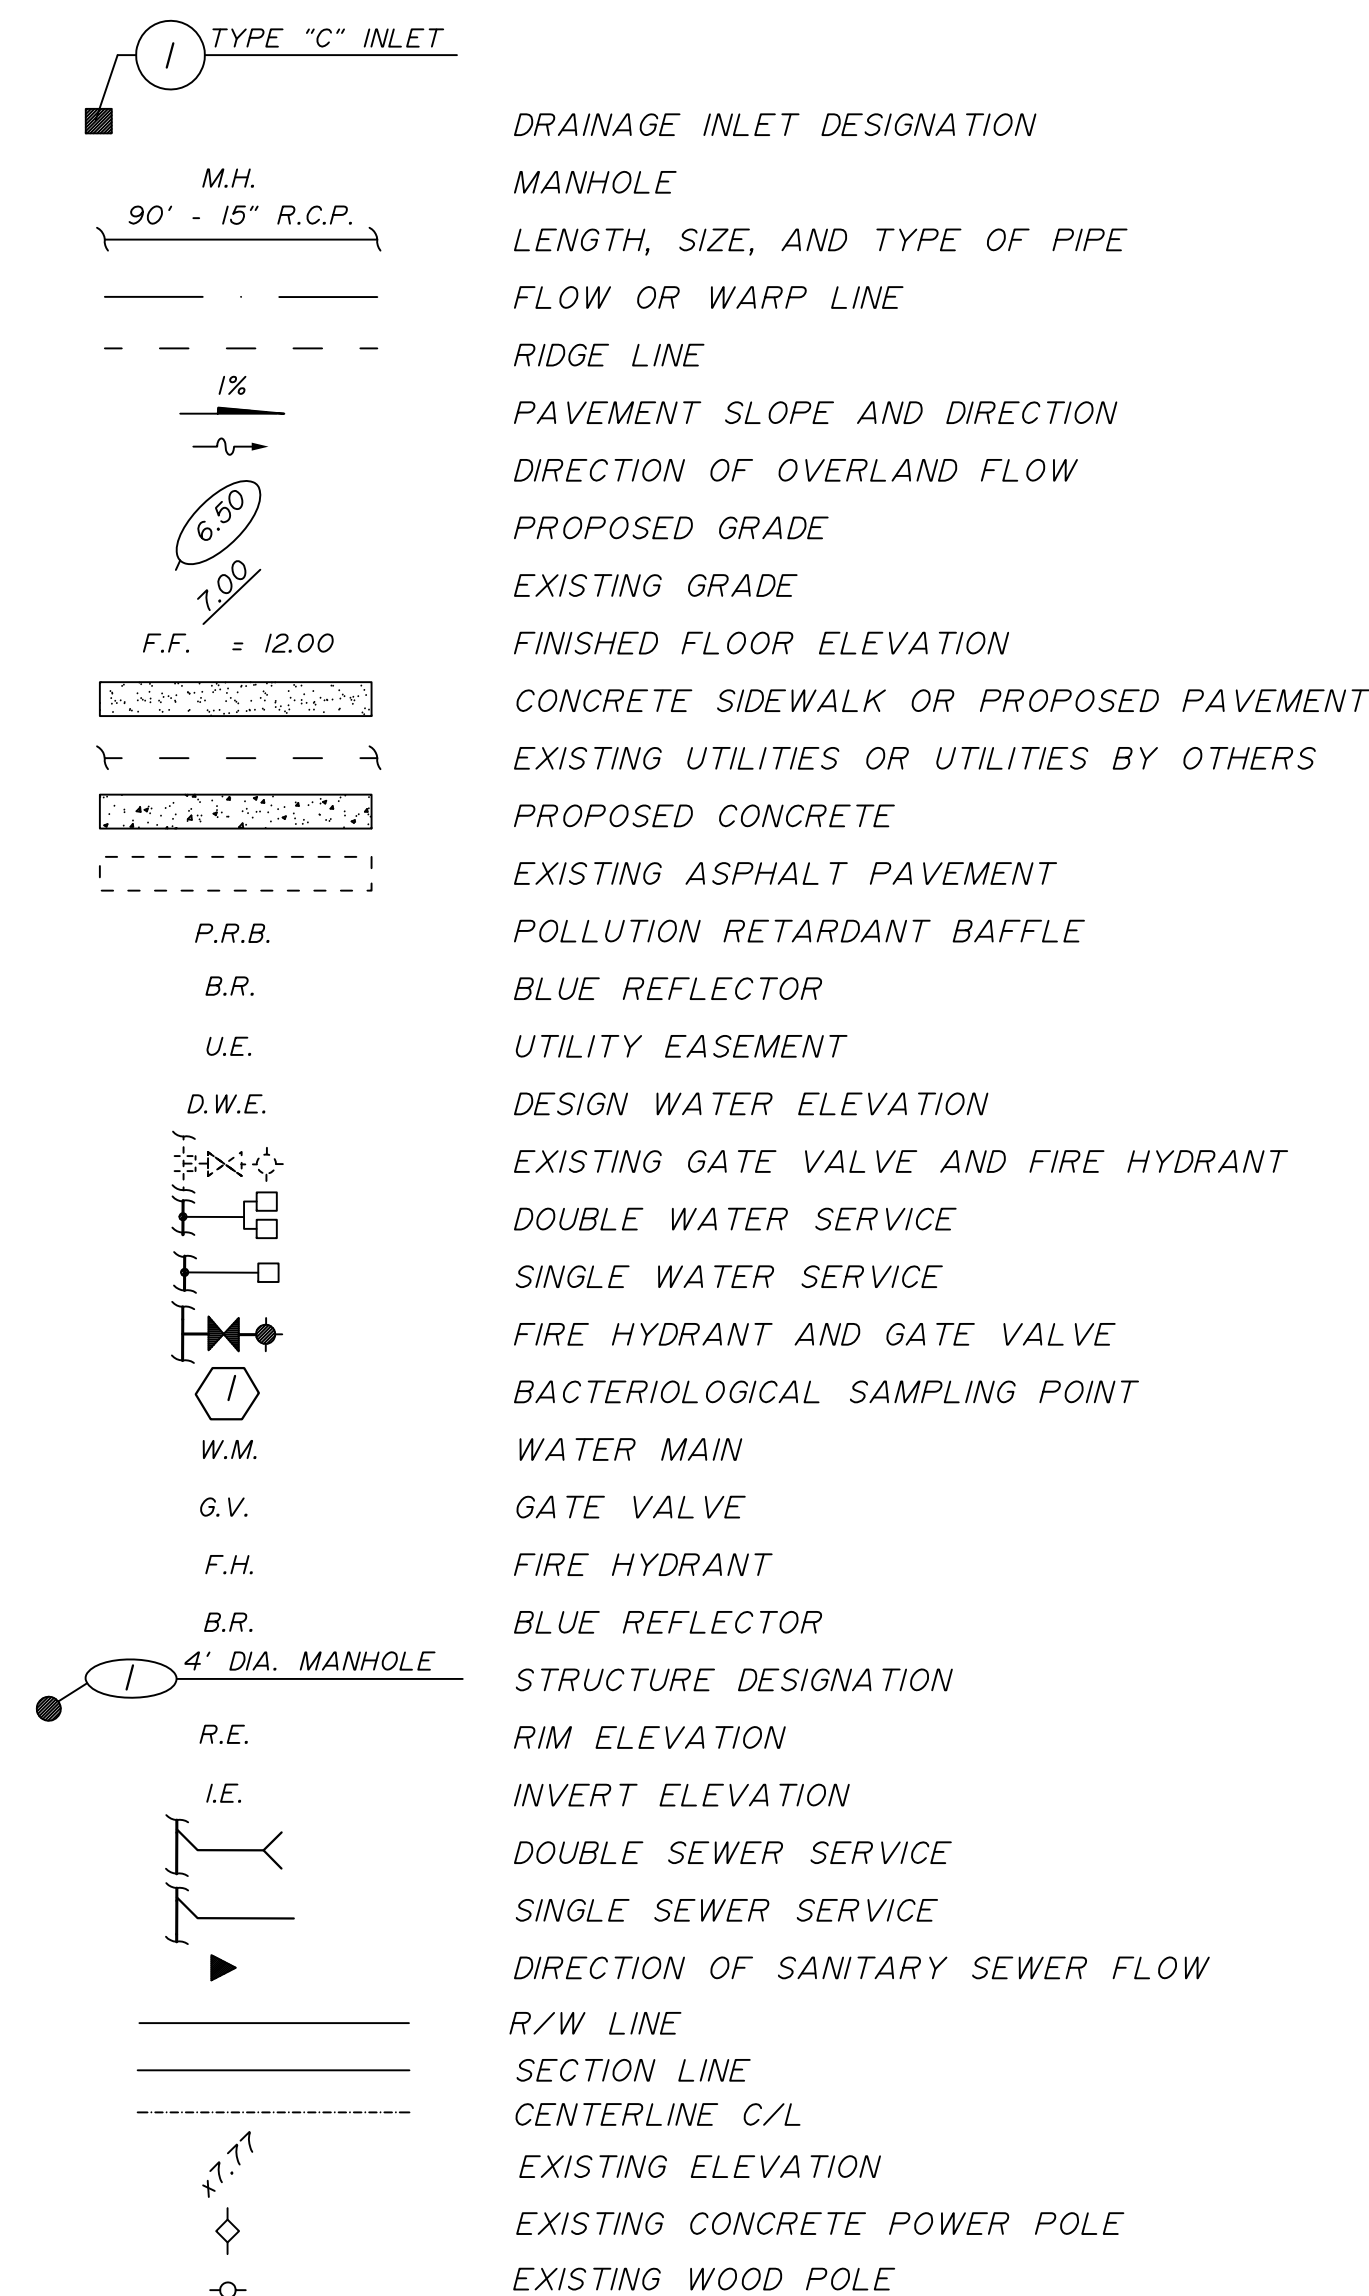 1 TYPE "C" INLET
DRAINAGE INLET DESIGNATION
M.H. MANHOLE
90' - 15" R.C.P. LENGTH, SIZE, AND TYPE OF PIPE
FLOW OR WARP LINE
RIDGE LINE
1% PAVEMENT SLOPE AND DIRECTION
DIRECTION OF OVERLAND FLOW
6.50 PROPOSED GRADE
7.00 EXISTING GRADE
F.F. = 12.00 FINISHED FLOOR ELEVATION
CONCRETE SIDEWALK OR PROPOSED PAVEMENT
EXISTING UTILITIES OR UTILITIES BY OTHERS
PROPOSED CONCRETE
EXISTING ASPHALT PAVEMENT
P.R.B. POLLUTION RETARDANT BAFFLE
B.R. BLUE REFLECTOR
U.E. UTILITY EASEMENT
D.W.E. DESIGN WATER ELEVATION
EXISTING GATE VALVE AND FIRE HYDRANT
DOUBLE WATER SERVICE
SINGLE WATER SERVICE
FIRE HYDRANT AND GATE VALVE
1 BACTERIOLOGICAL SAMPLING POINT
W.M. WATER MAIN
G.V. GATE VALVE
F.H. FIRE HYDRANT
B.R. BLUE REFLECTOR
1 4' DIA. MANHOLE STRUCTURE DESIGNATION
R.E. RIM ELEVATION
I.E. INVERT ELEVATION
DOUBLE SEWER SERVICE
SINGLE SEWER SERVICE
DIRECTION OF SANITARY SEWER FLOW
R/W LINE
SECTION LINE
CENTERLINE C/L
x7.77 EXISTING ELEVATION
EXISTING CONCRETE POWER POLE
EXISTING WOOD POLE